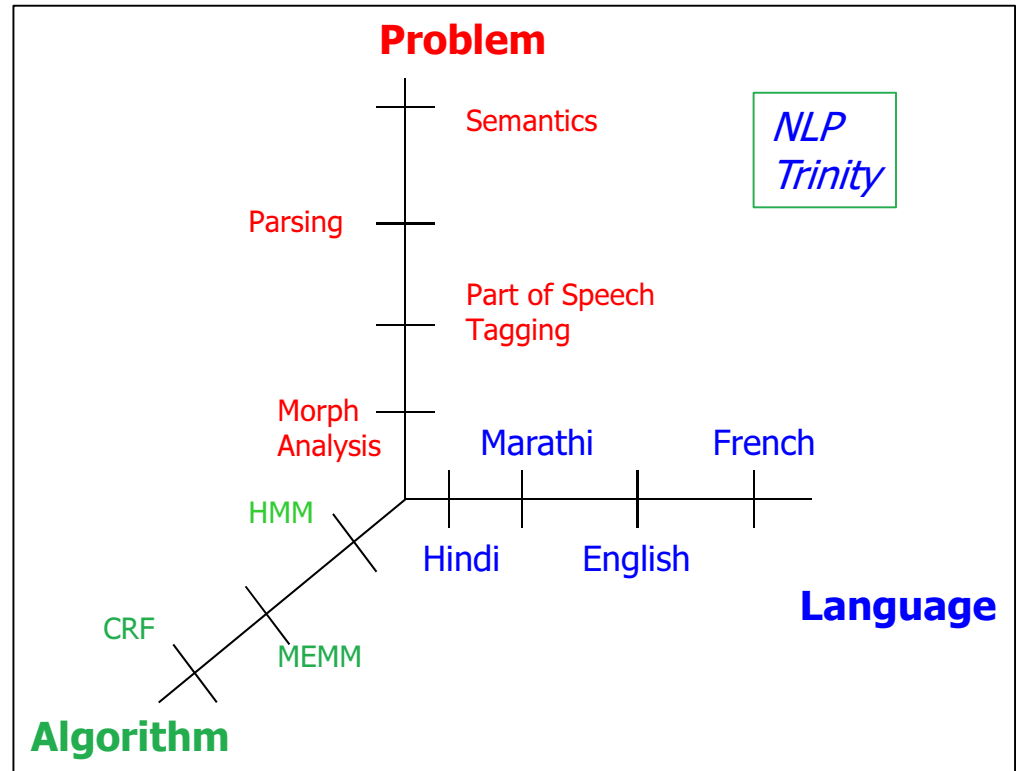 Problem
Semantics
NLP
Trinity
Parsing
Part of Speech
Tagging
Morph
Analysis
Marathi
French
HMM
Hindi
English
Language
CRF
MEMM
Algorithm